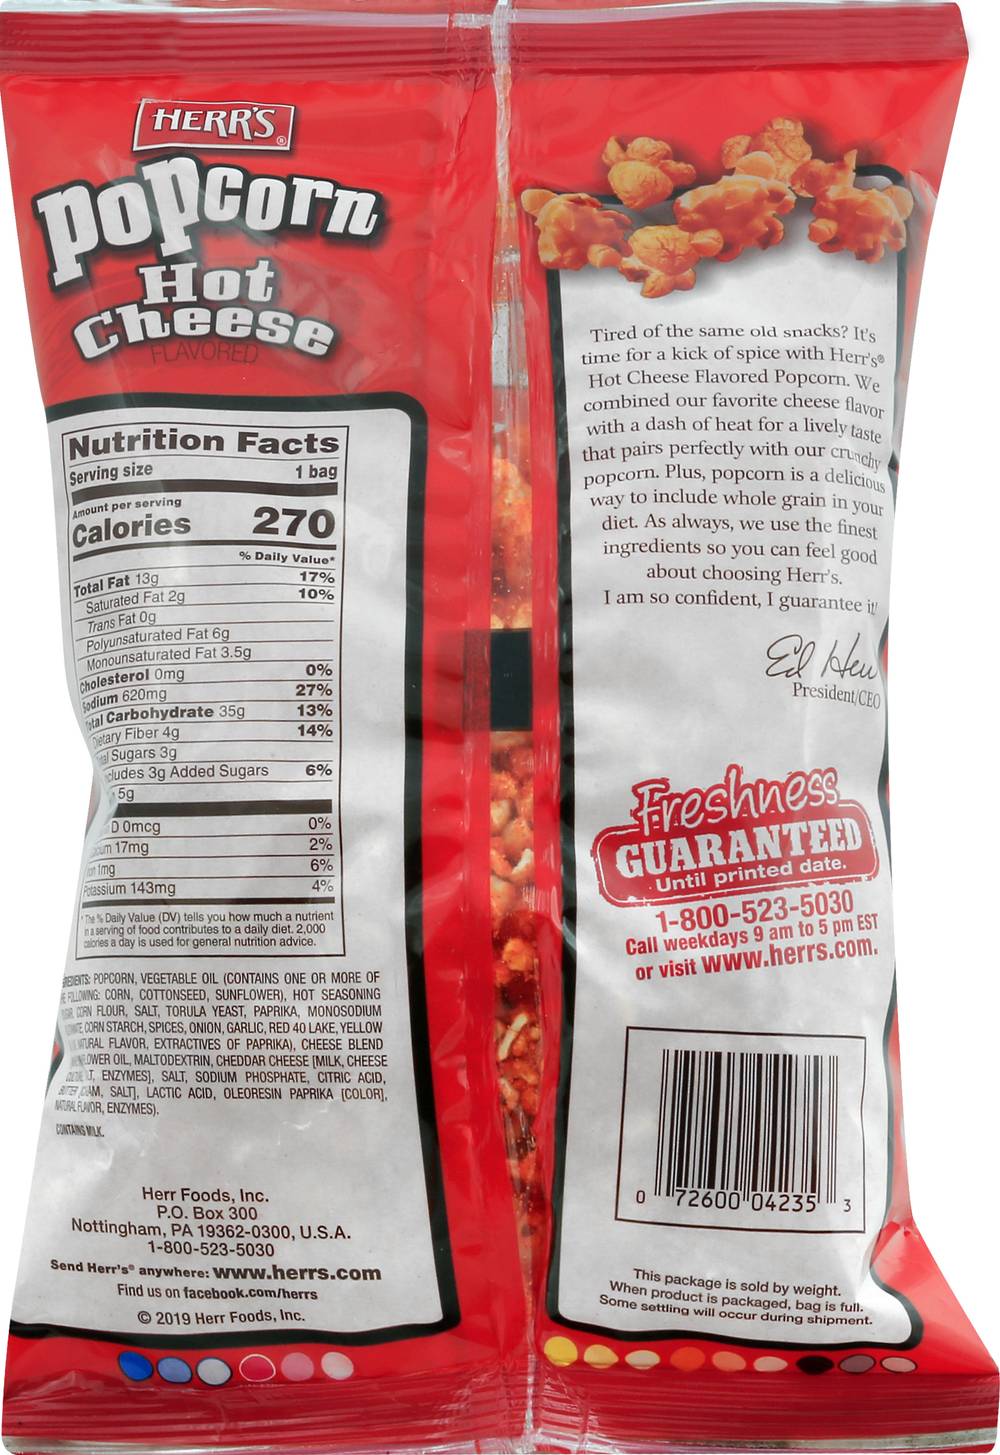 HERR'S®
Popcorn
Hot
Cheese
FLAVORED
Nutrition Facts
Serving size 1 bag
Amount per serving
Calories 270
% Daily Value*
Total Fat 13g 17%
Saturated Fat 2g 10%
Trans Fat 0g
Polyunsaturated Fat 6g
Monounsaturated Fat 3.5g
Cholesterol 0mg 0%
Sodium 620mg 27%
Total Carbohydrate 35g 13%
Dietary Fiber 4g 14%
Sugars 3g
3g Added Sugars 6%
5g
D 0mcg 0%
17mg 2%
1mg 6%
Potassium 143mg 4%
*The % Daily Value (DV) tells you how much a nutrient
in a serving of food contributes to a daily diet. 2,000
calories a day is used for general nutrition advice.
POPCORN, VEGETABLE OIL (CONTAINS ONE OR MORE OF
FOLLOWING: CORN, COTTONSEED, SUNFLOWER), HOT SEASONING
CORN FLOUR, SALT, TORULA YEAST, PAPRIKA, MONOSODIUM
CORN STARCH, SPICES, ONION, GARLIC, RED 40 LAKE, YELLOW
NATURAL FLAVOR, EXTRACTIVES OF PAPRIKA), CHEESE BLEND
OIL, MALTODEXTRIN, CHEDDAR CHEESE [MILK, CHEESE
ENZYMES], SALT, SODIUM PHOSPHATE, CITRIC ACID,
SALT], LACTIC ACID, OLEORESIN PAPRIKA [COLOR],
NATURAL FLAVOR, ENZYMES).
CONTAINS MILK.
Herr Foods, Inc.
P.O. Box 300
Nottingham, PA 19362-0300, U.S.A.
1-800-523-5030
Send Herr's® anywhere: www.herrs.com
Find us on facebook.com/herrs
© 2019 Herr Foods, Inc.
Tired of the same old snacks? It's
time for a kick of spice with Herr's®
Hot Cheese Flavored Popcorn. We
combined our favorite cheese flavor
with a dash of heat for a lively taste
that pairs perfectly with our crunchy
popcorn. Plus, popcorn is a delicious
way to include whole grain in your
diet. As always, we use the finest
ingredients so you can feel good
about choosing Herr's.
I am so confident, I guarantee it!
Ed Herr
President/CEO
Freshness
GUARANTEED
Until printed date.
1-800-523-5030
Call weekdays 9 am to 5 pm EST
or visit www.herrs.com.
0 72600 04235 3
This package is sold by weight.
When product is packaged, bag is full.
Some settling will occur during shipment.